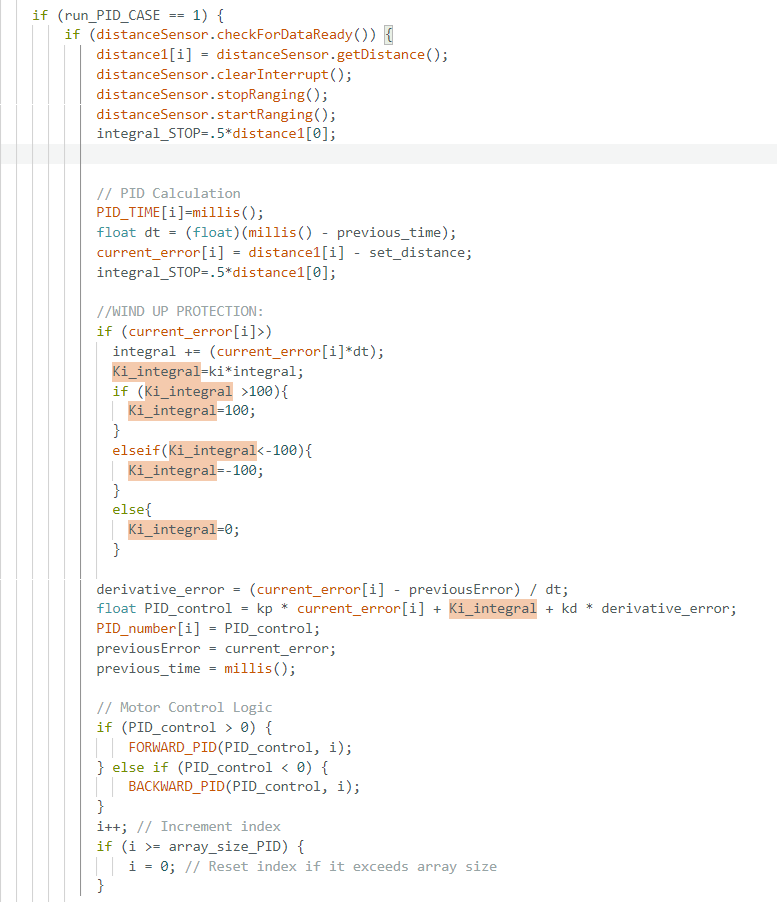 if (run_PID_CASE == 1) {
if (distanceSensor.checkForDataReady()) {
distance1[i] = distanceSensor.getDistance();
distanceSensor.clearInterrupt();
distanceSensor.stopRanging();
distanceSensor.startRanging();
integral_STOP=.5*distance1[0];
// PID Calculation
PID_TIME[i]=millis();
float dt = (float)(millis() - previous_time);
current_error[i] = distance1[i] - set_distance;
integral_STOP=.5*distance1[0];
//WIND UP PROTECTION:
if (current_error[i]>)
integral += (current_error[i]*dt);
Ki_integral=ki*integral;
if (Ki_integral >100){
Ki_integral=100;
}
elseif(Ki_integral<-100){
Ki_integral=-100;
}
else{
Ki_integral=0;
}
derivative_error = (current_error[i] - previousError) / dt;
float PID_control = kp * current_error[i] + Ki_integral + kd * derivative_error;
PID_number[i] = PID_control;
previousError = current_error;
previous_time = millis();
// Motor Control Logic
if (PID_control > 0) {
FORWARD_PID(PID_control, i);
} else if (PID_control < 0) {
BACKWARD_PID(PID_control, i);
}
i++; // Increment index
if (i >= array_size_PID) {
i = 0; // Reset index if it exceeds array size
}